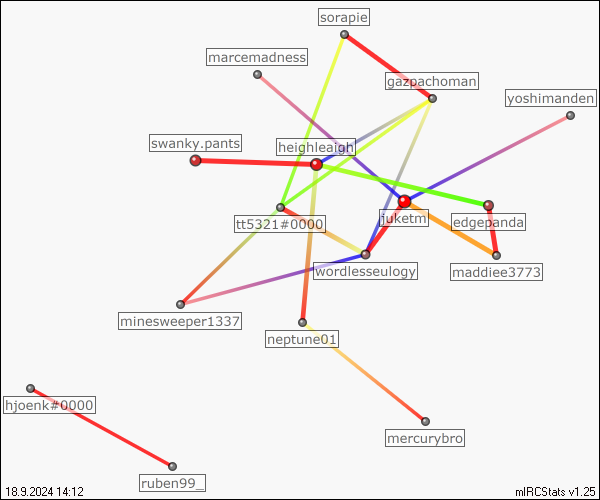 sorapie
marcemadness
gazpachoman
yoshimanden
swanky.pants
heighleaigh
juketm
edgepanda
tt5321#0000
wordlesseulogy
maddiee3773
minesweeper1337
neptune01
hjoenk#0000
mercurybro
ruben99_
18.9.2024 14:12
mIRCStats v1.25